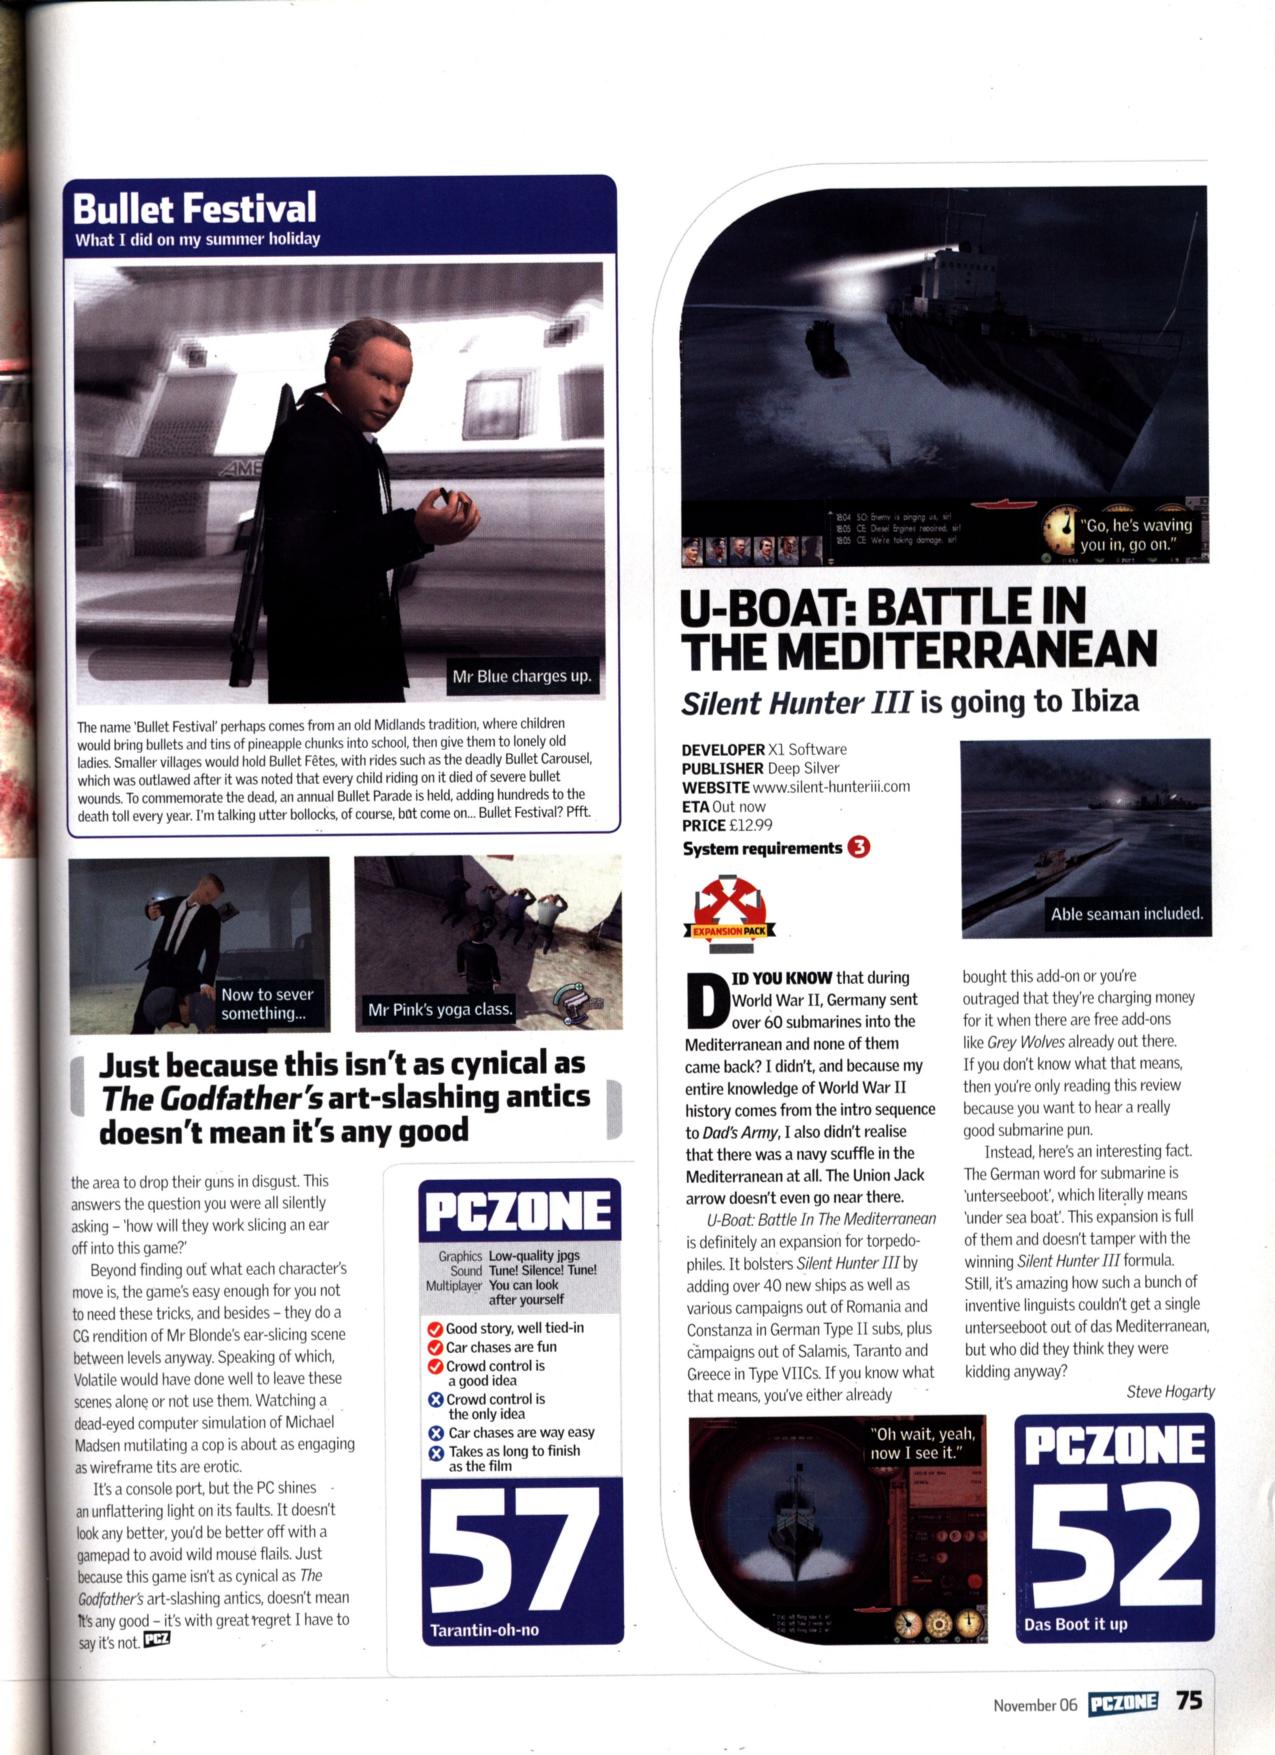 Bullet Festival
What I did on my summer holiday
AME
Mr Blue charges up.
The name 'Bullet Festival' perhaps comes from an old Midlands tradition, where children
would bring bullets and tins of pineapple chunks into school, then give them to lonely old
ladies. Smaller villages would hold Bullet Fêtes, with rides such as the deadly Bullet Carousel,
which was outlawed after it was noted that every child riding on it died of severe bullet
wounds. To commemorate the dead, an annual Bullet Parade is held, adding hundreds to the
death toll every year. I'm talking utter bollocks, of course, but come on... Bullet Festival? Pfft.
Now to sever
something...
Mr Pink's yoga class.
Just because this isn't as cynical as
The Godfather's art-slashing antics
doesn't mean it's any good
the area to drop their guns in disgust. This
answers the question you were all silently
asking – 'how will they work slicing an ear
off into this game?'
Beyond finding out what each character's
move is, the game's easy enough for you not
to need these tricks, and besides – they do a
CG rendition of Mr Blonde's ear-slicing scene
between levels anyway. Speaking of which,
Volatile would have done well to leave these
scenes alone or not use them. Watching a
dead-eyed computer simulation of Michael
Madsen mutilating a cop is about as engaging
as wireframe tits are erotic.
It's a console port, but the PC shines
an unflattering light on its faults. It doesn't
look any better, you'd be better off with a
gamepad to avoid wild mouse flails. Just
because this game isn't as cynical as The
Godfather's art-slashing antics, doesn't mean
it's any good – it's with great regret I have to
say it's not. PCZ
PCZONE
Graphics Low-quality jpgs
Sound Tune! Silence! Tune!
Multiplayer You can look
after yourself
Good story, well tied-in
Car chases are fun
Crowd control is
a good idea
Crowd control is
the only idea
Car chases are way easy
Takes as long to finish
as the film
57
Tarantin-oh-no
1804 SO: Enemy is pinging us, sir!
1805 CE: Diesel Engines repaired, sir!
1805 CE: We're taking damage, sir!
"Go, he's waving
you in, go on."
U-BOAT: BATTLE IN
THE MEDITERRANEAN
Silent Hunter III is going to Ibiza
DEVELOPER X1 Software
PUBLISHER Deep Silver
WEBSITE www.silent-hunteriii.com
ETA Out now
PRICE £12.99
System requirements 3
EXPANSION PACK
Able seaman included.
DID YOU KNOW that during
World War II, Germany sent
over 60 submarines into the
Mediterranean and none of them
came back? I didn't, and because my
entire knowledge of World War II
history comes from the intro sequence
to Dad's Army, I also didn't realise
that there was a navy scuffle in the
Mediterranean at all. The Union Jack
arrow doesn't even go near there.
U-Boat: Battle In The Mediterranean
is definitely an expansion for torpedo-
philes. It bolsters Silent Hunter III by
adding over 40 new ships as well as
various campaigns out of Romania and
Constanza in German Type II subs, plus
campaigns out of Salamis, Taranto and
Greece in Type VIICs. If you know what
that means, you've either already
bought this add-on or you're
outraged that they're charging money
for it when there are free add-ons
like Grey Wolves already out there.
If you don't know what that means,
then you're only reading this review
because you want to hear a really
good submarine pun.
Instead, here's an interesting fact.
The German word for submarine is
'unterseeboot', which literally means
'under sea boat'. This expansion is full
of them and doesn't tamper with the
winning Silent Hunter III formula.
Still, it's amazing how such a bunch of
inventive linguists couldn't get a single
unterseeboot out of das Mediterranean,
but who did they think they were
kidding anyway?
Steve Hogarty
"Oh wait, yeah,
now I see it."
PCZONE
52
Das Boot it up
November 06 PCZONE 75